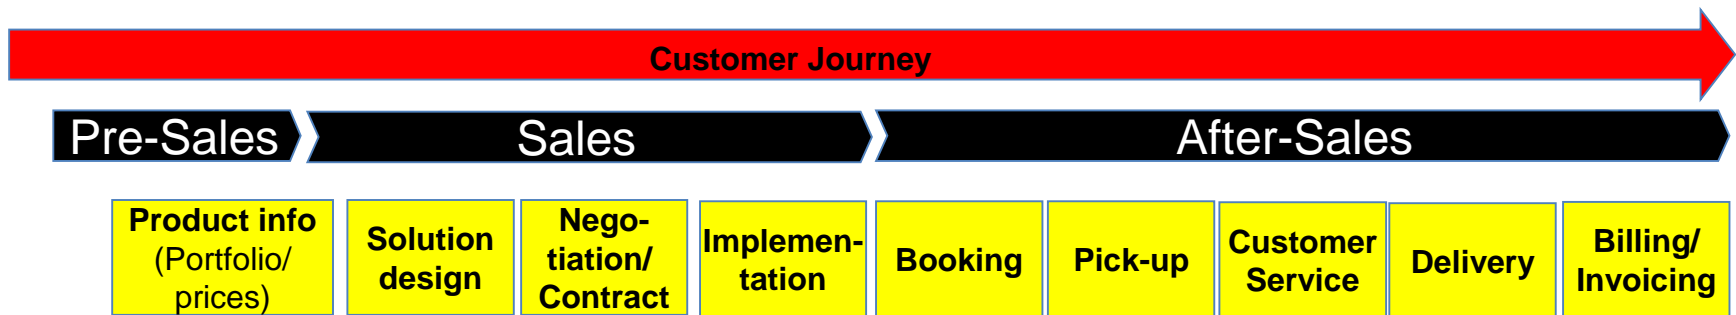 Customer Journey
Pre-Sales
Sales
After-Sales
Product info
(Portfolio/
prices)
Solution
design
Nego-
tiation/
Contract
Implemen-
tation
Booking
Pick-up
Customer
Service
Delivery
Billing/
Invoicing